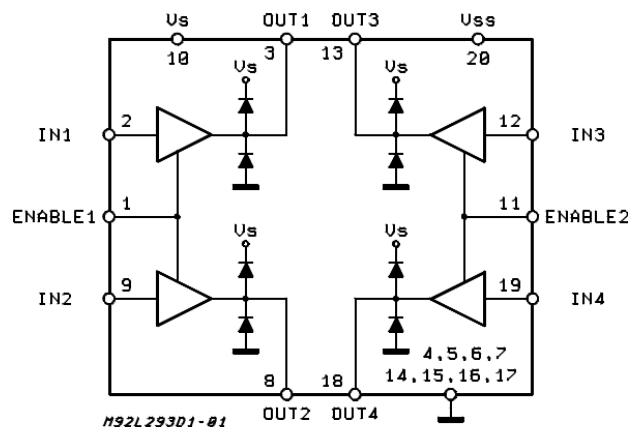 Vs OUT1 OUT3 Vss
10 3 13 20
Vs Vs
IN1 2 12 IN3
ENABLE1 1 11 ENABLE2
Vs Vs
IN2 9 19 IN4
4,5,6,7
8 18 14,15,16,17
M92L293D1-01 OUT2 OUT4